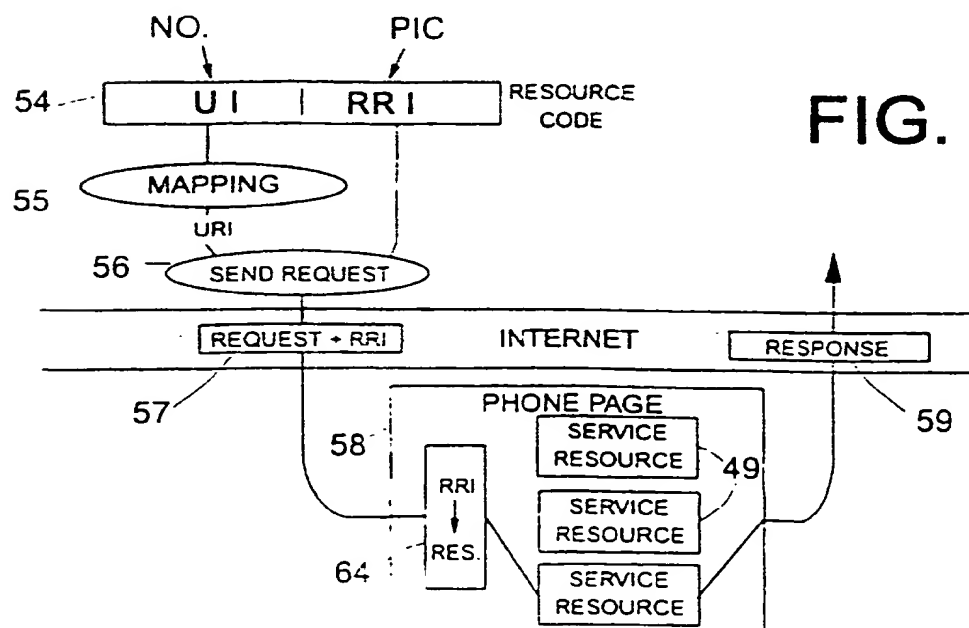 NO.
PIC
54
UI | RRI
RESOURCE
CODE
FIG.
MAPPING
55
URI
56
SEND REQUEST
REQUEST + RRI
INTERNET
RESPONSE
57
59
58
PHONE PAGE
SERVICE
RESOURCE
49
RRI
RES.
64
SERVICE
RESOURCE
SERVICE
RESOURCE